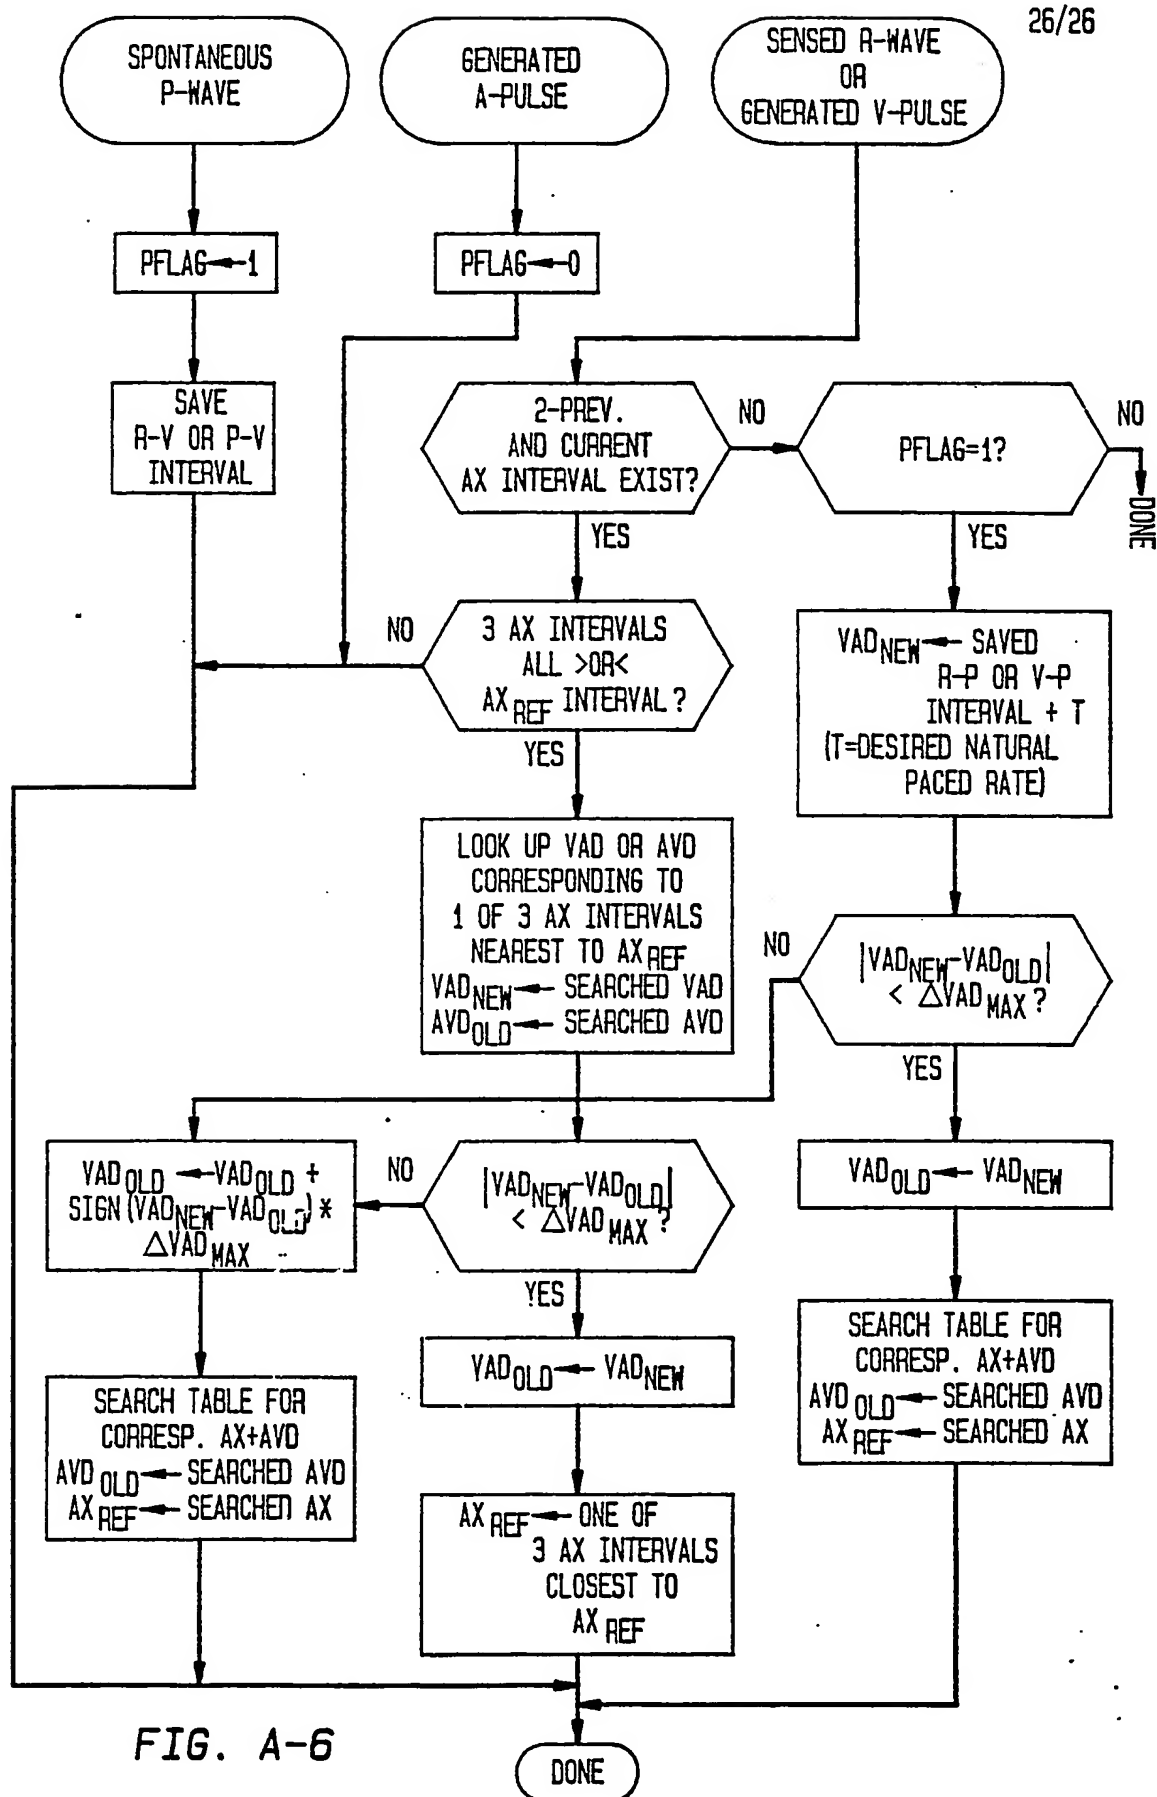 26/26
SPONTANEOUS
P-WAVE
GENERATED
A-PULSE
SENSED R-WAVE
OR
GENERATED V-PULSE
PFLAG←1
PFLAG←0
SAVE
R-V OR P-V
INTERVAL
2-PREV.
AND CURRENT
AX INTERVAL EXIST?
NO
PFLAG=1?
NO
DONE
YES
YES
3 AX INTERVALS
ALL >OR<
AX REF INTERVAL?
NO
YES
VAD NEW ← SAVED
R-P OR V-P
INTERVAL + T
(T=DESIRED NATURAL
PACED RATE)
LOOK UP VAD OR AVD
CORRESPONDING TO
1 OF 3 AX INTERVALS
NEAREST TO AX REF
VAD NEW ← SEARCHED VAD
AVD OLD ← SEARCHED AVD
NO
|VAD NEW-VAD OLD|
< △VAD MAX?
YES
VAD OLD ← VAD OLD +
SIGN(VAD NEW-VAD OLD)*
△VAD MAX
NO
|VAD NEW-VAD OLD|
< △VAD MAX?
YES
VAD OLD ← VAD NEW
VAD OLD ← VAD NEW
SEARCH TABLE FOR
CORRESP. AX+AVD
AVD OLD ← SEARCHED AVD
AX REF ← SEARCHED AX
SEARCH TABLE FOR
CORRESP. AX+AVD
AVD OLD ← SEARCHED AVD
AX REF ← SEARCHED AX
AX REF ← ONE OF
3 AX INTERVALS
CLOSEST TO
AX REF
FIG. A-6
DONE